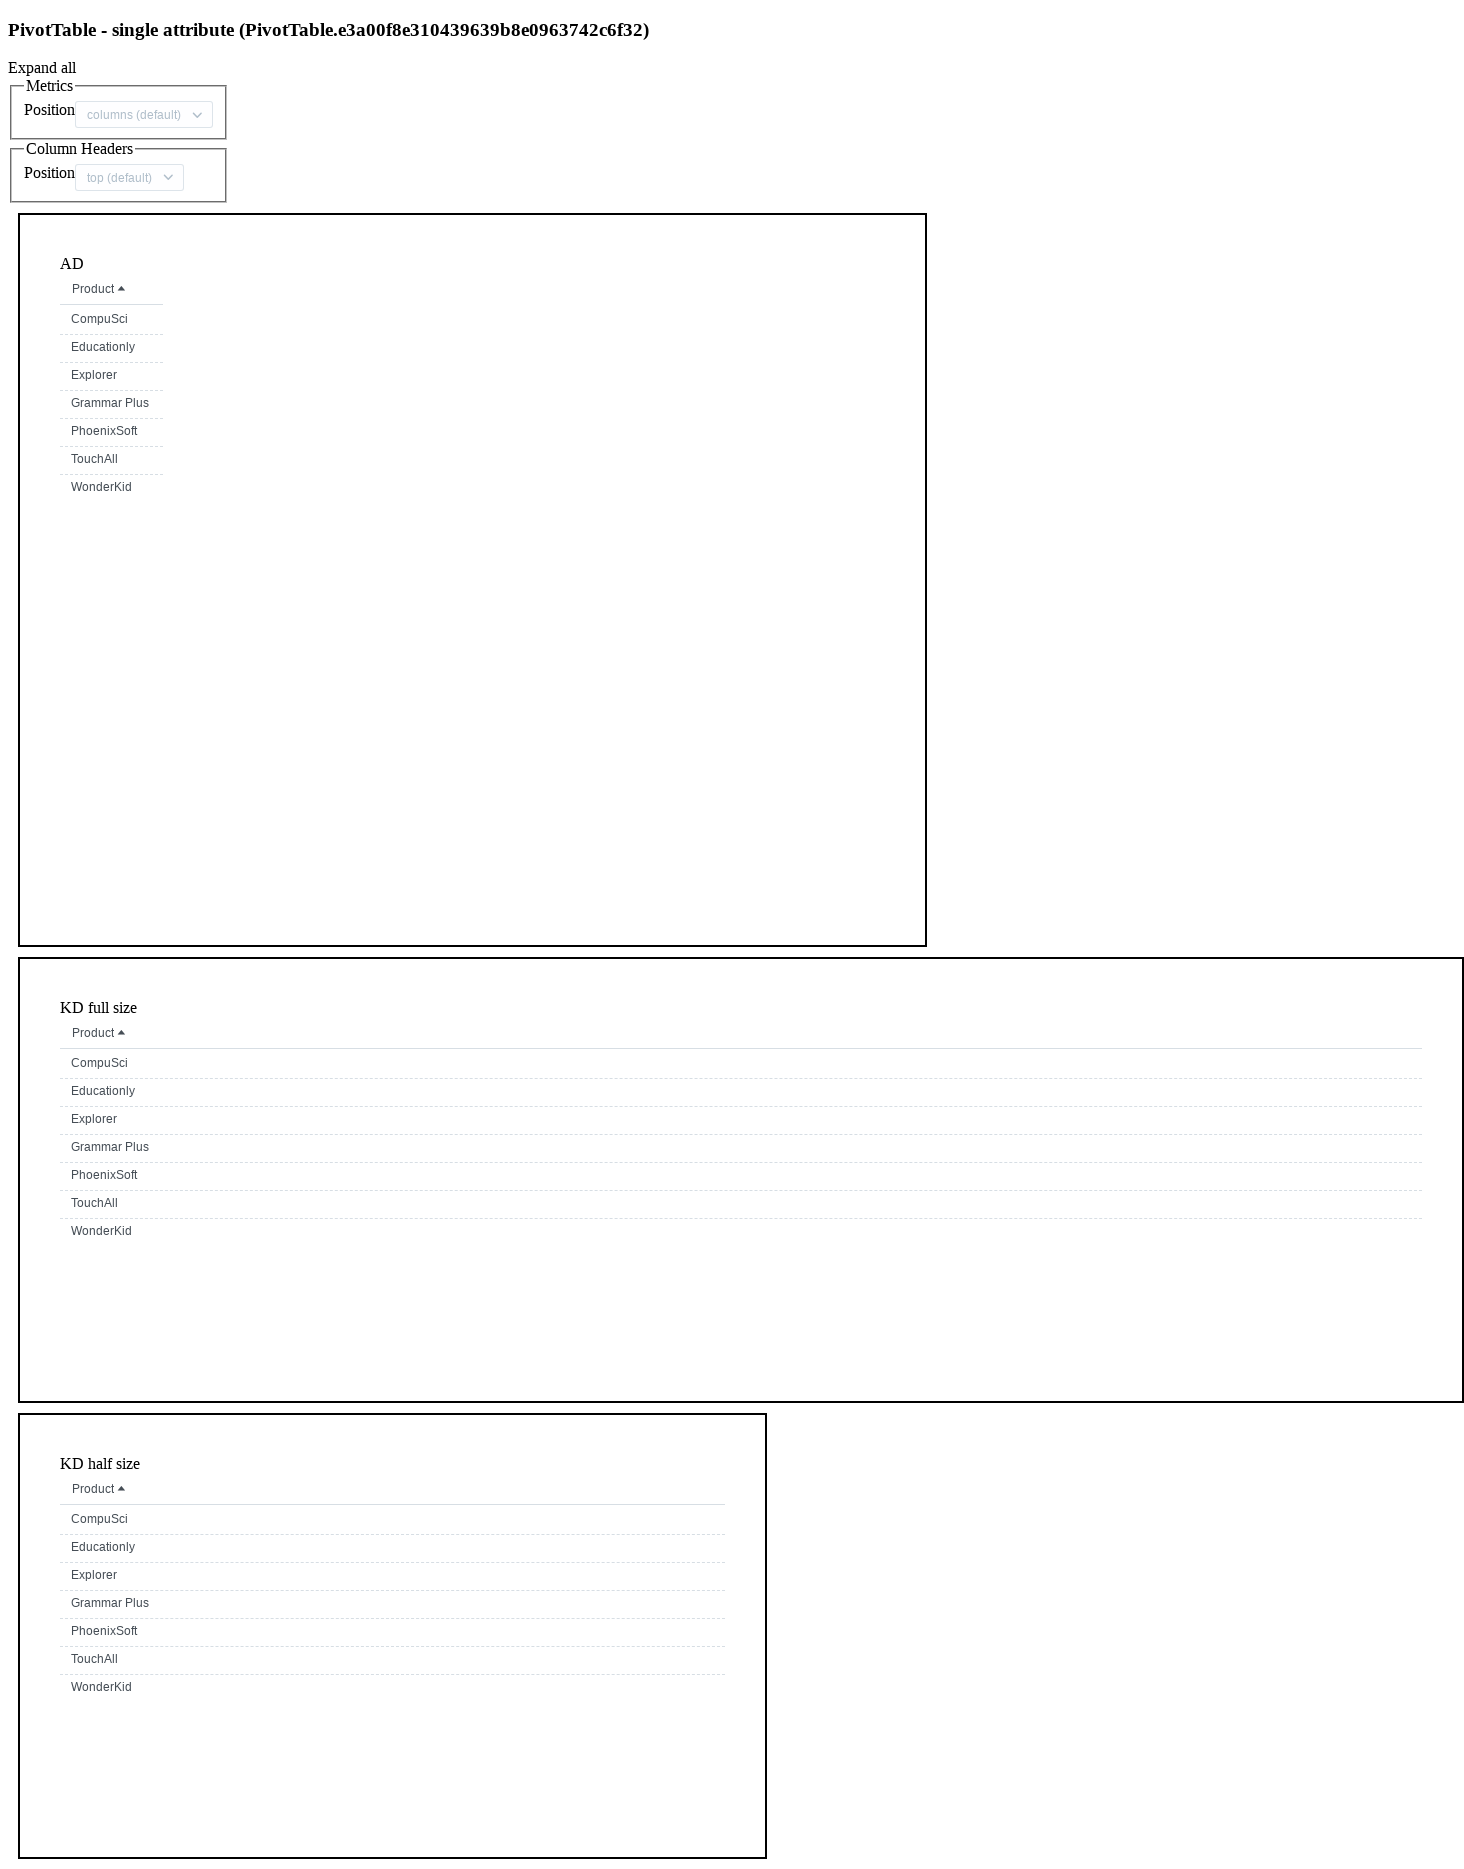 PivotTable - single attribute (PivotTable.e3a00f8e310439639b8e0963742c6f32)
Expand all
Metrics
Position columns (default)
Column Headers
Position top (default)
AD
Product
CompuSci
Educationly
Explorer
Grammar Plus
PhoenixSoft
TouchAll
WonderKid
KD full size
Product
CompuSci
Educationly
Explorer
Grammar Plus
PhoenixSoft
TouchAll
WonderKid
KD half size
Product
CompuSci
Educationly
Explorer
Grammar Plus
PhoenixSoft
TouchAll
WonderKid